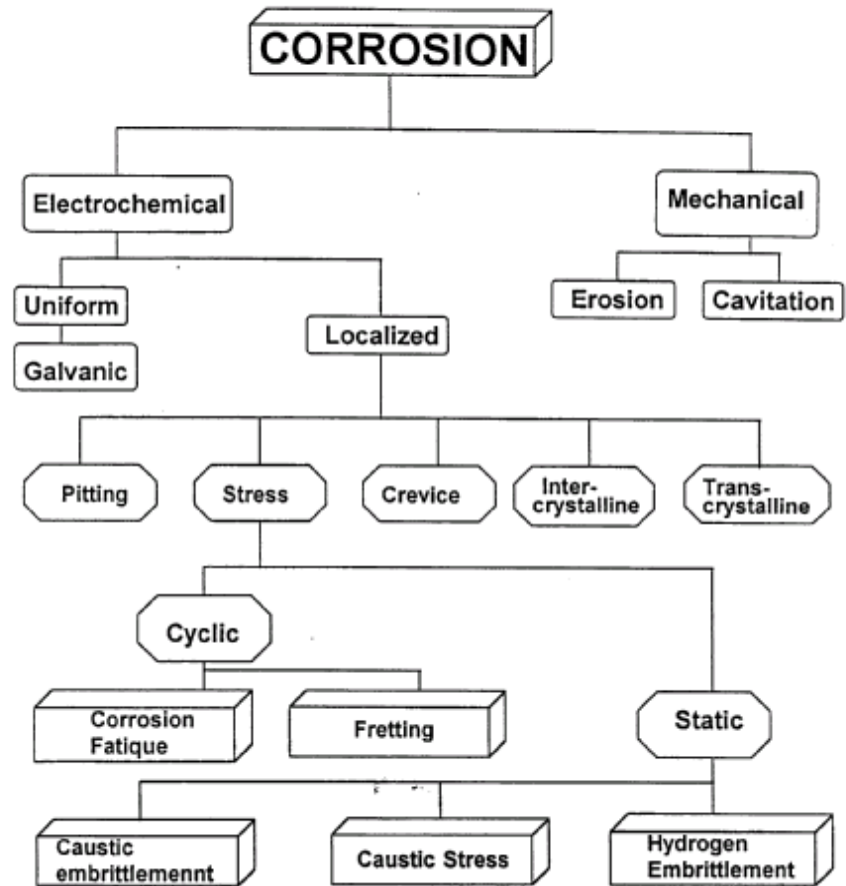 CORROSION
Electrochemical
Mechanical
Uniform
Erosion
Cavitation
Localized
Galvanic
Pitting
Stress
Crevice
Inter-
crystalline
Trans-
crystalline
Cyclic
Corrosion
Fatique
Fretting
Static
Caustic
embrittlemennt
Caustic Stress
Hydrogen
Embrittlement